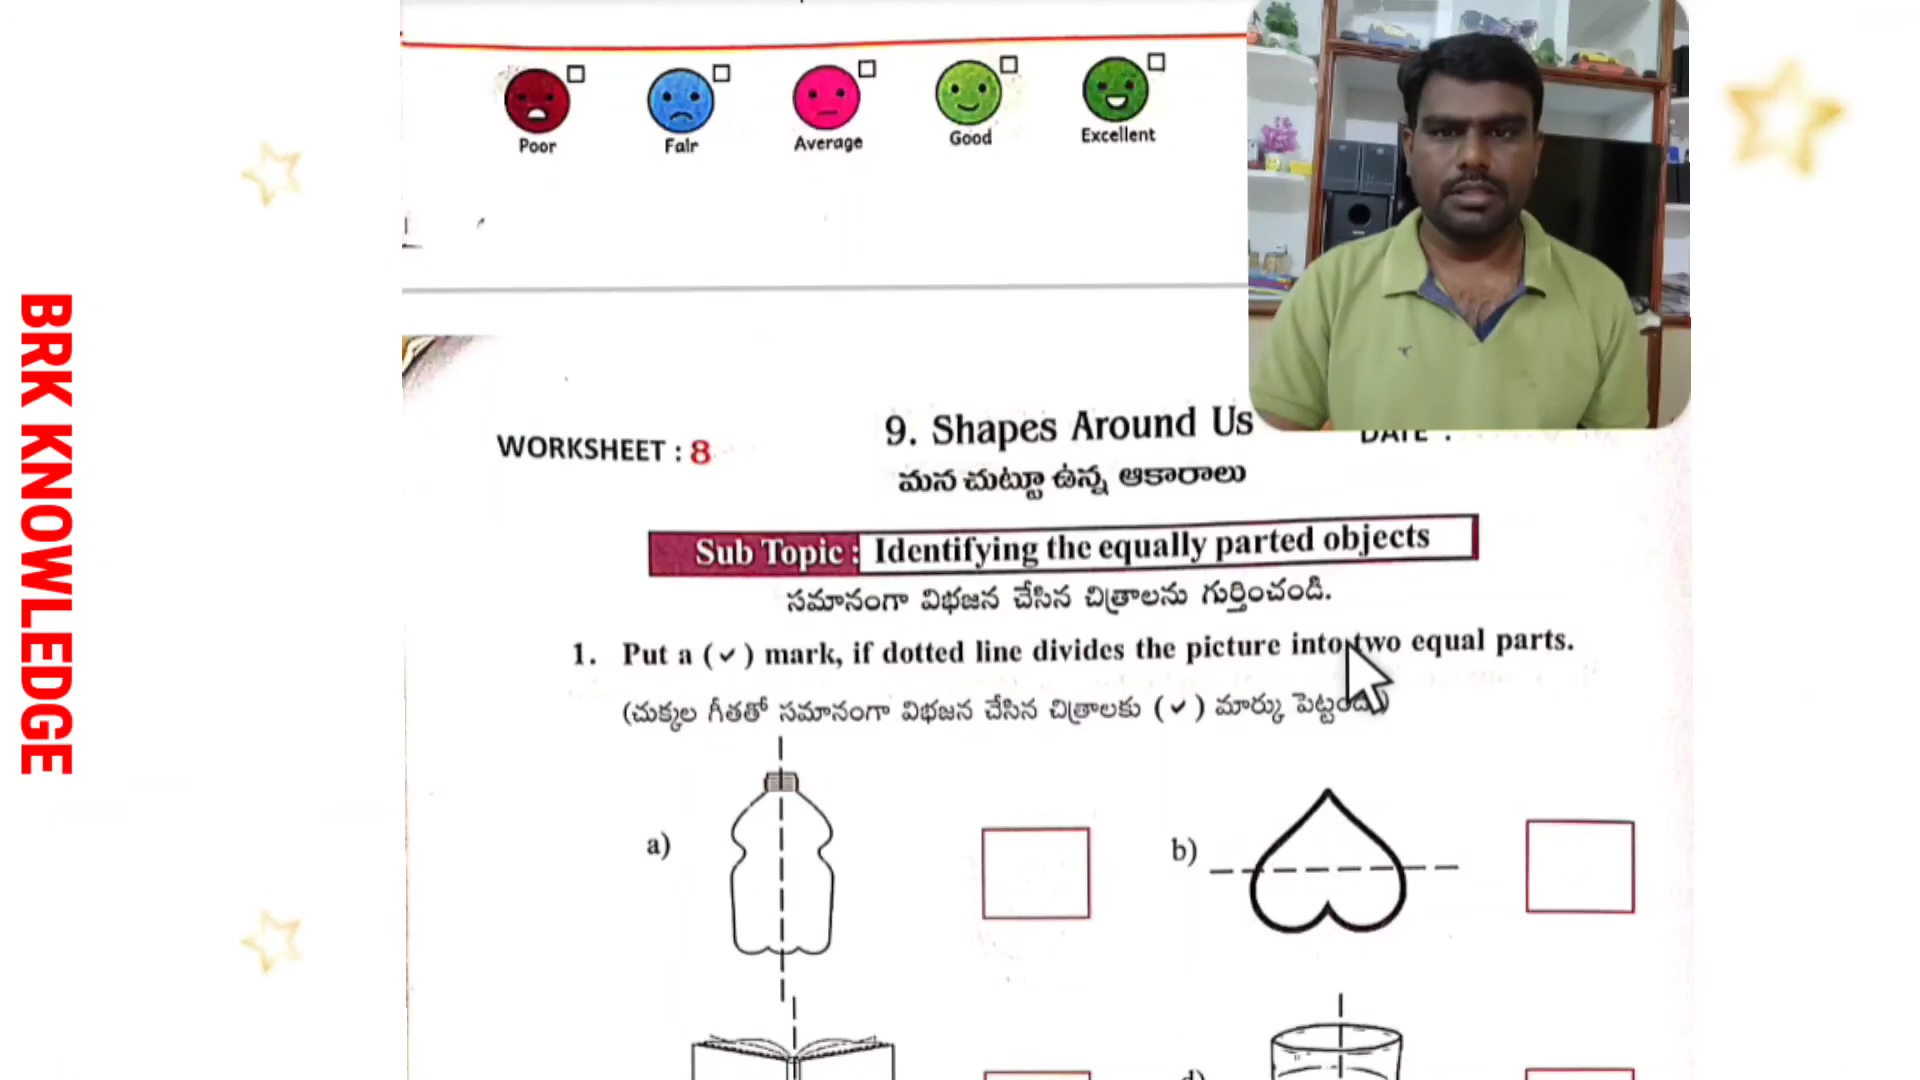 Poor
Fair
Average
Good
Excellent
BRK KNOWLEDGE
WORKSHEET : 8
9. Shapes Around Us
DATE :
మన చుట్టూ ఉన్న ఆకారాలు
Sub Topic : Identifying the equally parted objects
సమానంగా విభజన చేసిన చిత్రాలను గుర్తించండి.
1. Put a (✓) mark, if dotted line divides the picture into two equal parts.
(చుక్కల గీతతో సమానంగా విభజన చేసిన చిత్రాలకు (✓) మార్కు పెట్టండి)
a)
b)
d)